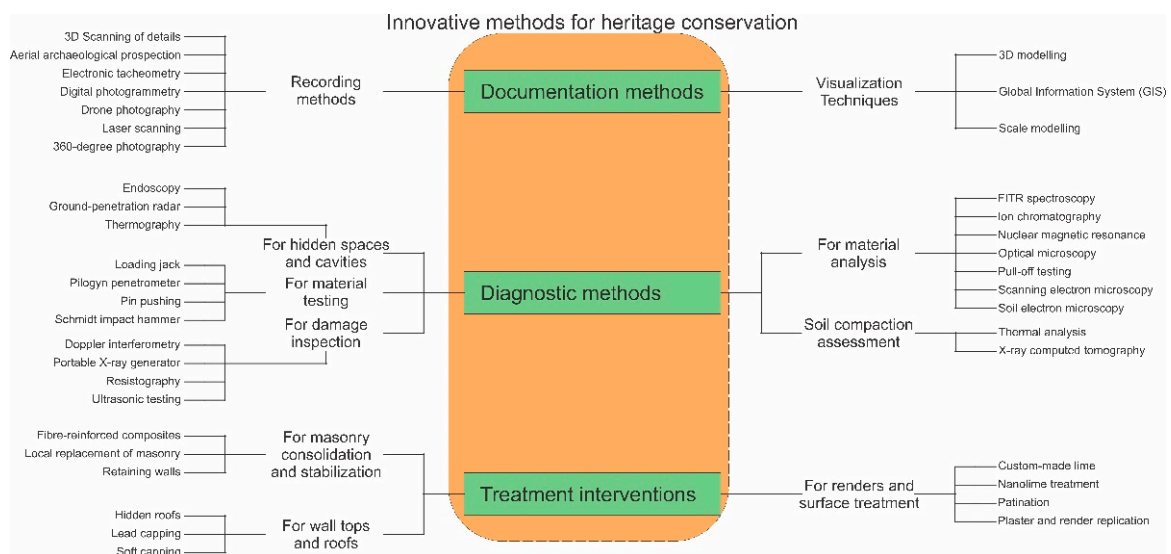 Innovative methods for heritage conservation
3D Scanning of details
Aerial archaeological prospection
Electronic tacheometry
Digital photogrammetry
Drone photography
Laser scanning
360-degree photography
Recording
methods
Documentation methods
Visualization
Techniques
3D modelling
Global Information System (GIS)
Scale modelling
Endoscopy
Ground-penetration radar
Thermography
For hidden spaces
and cavities
Loading jack
Pilogyn penetrometer
Pin pushing
Schmidt impact hammer
For material
testing
Doppler interferometry
Portable X-ray generator
Resistography
Ultrasonic testing
For damage
inspection
Diagnostic methods
For material
analysis
FITR spectroscopy
Ion chromatography
Nuclear magnetic resonance
Optical microscopy
Pull-off testing
Scanning electron microscopy
Soil electron microscopy
Soil compaction
assessment
Thermal analysis
X-ray computed tomography
Fibre-reinforced composites
Local replacement of masonry
Retaining walls
For masonry
consolidation
and stabilization
Hidden roofs
Lead capping
Soft capping
For wall tops
and roofs
Treatment interventions
For renders and
surface treatment
Custom-made lime
Nanolime treatment
Patination
Plaster and render replication